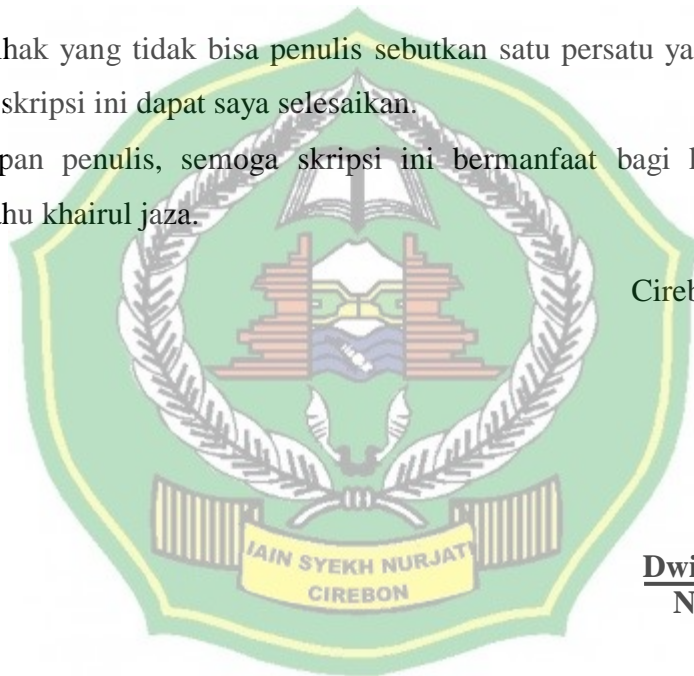 hak yang tidak bisa penulis sebutkan satu persatu ya
skripsi ini dapat saya selesaikan.
pan penulis, semoga skripsi ini bermanfaat bagi
hu khairul jaza.
Cireb
IAIN SYEKH NURJATI
CIREBON
Dwi
N